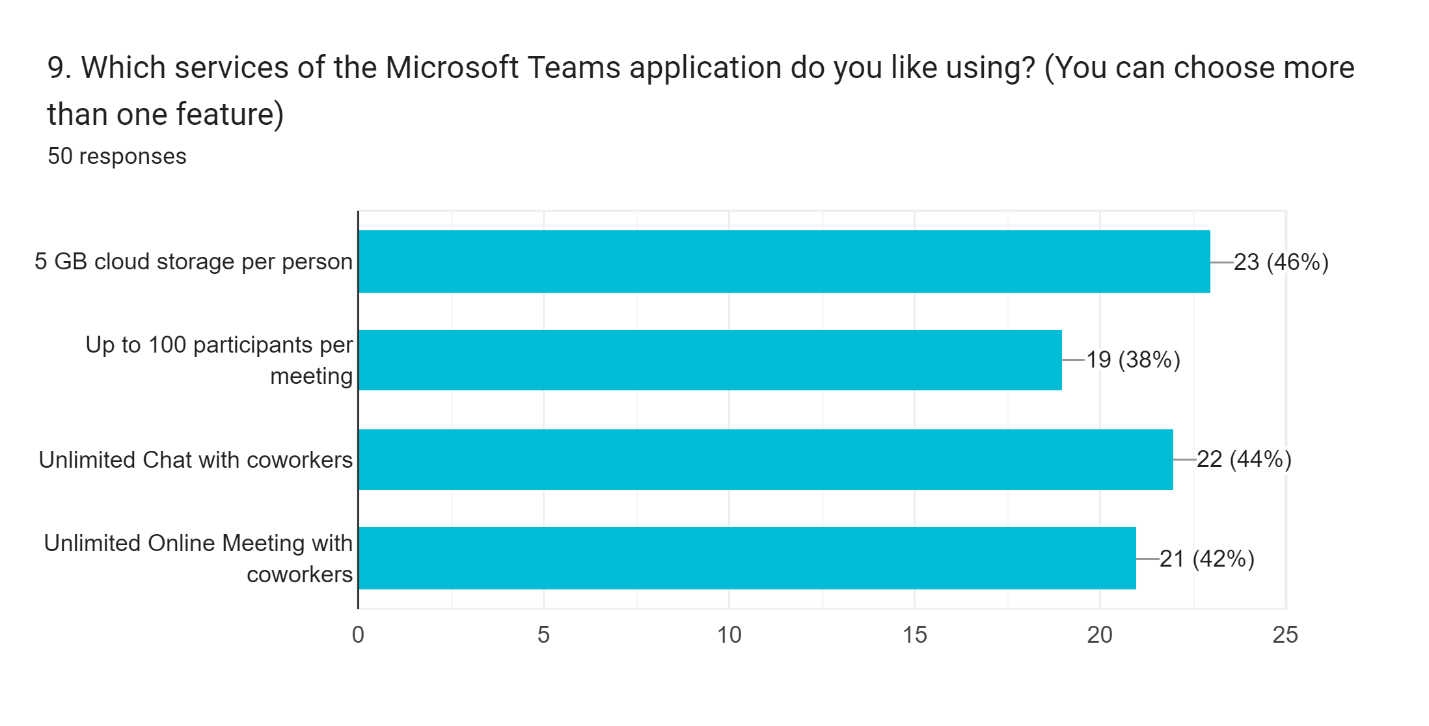 9. Which services of the Microsoft Teams application do you like using? (You can choose more
than one feature)
50 responses
5 GB cloud storage per person
23 (46%)
Up to 100 participants per
meeting
19 (38%)
Unlimited Chat with coworkers
22 (44%)
Unlimited Online Meeting with
coworkers
21 (42%)
0 5 10 15 20 25